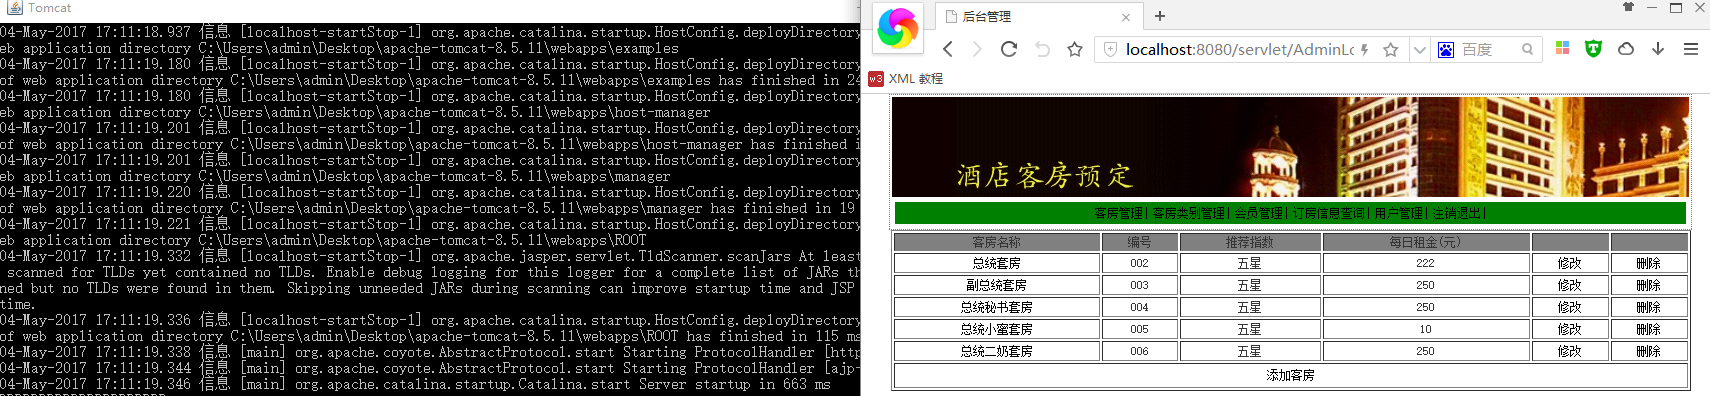 Tomcat
04-May-2017 17:11:18.937 信息 [localhost-startStop-1] org.apache.catalina.startup.HostConfig.deployDirectory
eb application directory C:\Users\admin\Desktop\apache-tomcat-8.5.11\webapps\examples
04-May-2017 17:11:19.180 信息 [localhost-startStop-1] org.apache.catalina.startup.HostConfig.deployDirectory
of web application directory C:\Users\admin\Desktop\apache-tomcat-8.5.11\webapps\examples has finished in 24
04-May-2017 17:11:19.180 信息 [localhost-startStop-1] org.apache.catalina.startup.HostConfig.deployDirectory
eb application directory C:\Users\admin\Desktop\apache-tomcat-8.5.11\webapps\host-manager
04-May-2017 17:11:19.201 信息 [localhost-startStop-1] org.apache.catalina.startup.HostConfig.deployDirectory
of web application directory C:\Users\admin\Desktop\apache-tomcat-8.5.11\webapps\host-manager has finished i
04-May-2017 17:11:19.201 信息 [localhost-startStop-1] org.apache.catalina.startup.HostConfig.deployDirectory
eb application directory C:\Users\admin\Desktop\apache-tomcat-8.5.11\webapps\manager
04-May-2017 17:11:19.220 信息 [localhost-startStop-1] org.apache.catalina.startup.HostConfig.deployDirectory
of web application directory C:\Users\admin\Desktop\apache-tomcat-8.5.11\webapps\manager has finished in 19
04-May-2017 17:11:19.221 信息 [localhost-startStop-1] org.apache.catalina.startup.HostConfig.deployDirectory
eb application directory C:\Users\admin\Desktop\apache-tomcat-8.5.11\webapps\ROOT
04-May-2017 17:11:19.332 信息 [localhost-startStop-1] org.apache.jasper.servlet.TldScanner.scanJars At least
scanned for TLDs yet contained no TLDs. Enable debug logging for this logger for a complete list of JARs th
ned but no TLDs were found in them. Skipping unneeded JARs during scanning can improve startup time and JSP
time.
04-May-2017 17:11:19.336 信息 [localhost-startStop-1] org.apache.catalina.startup.HostConfig.deployDirectory
of web application directory C:\Users\admin\Desktop\apache-tomcat-8.5.11\webapps\ROOT has finished in 115 ms
04-May-2017 17:11:19.338 信息 [main] org.apache.coyote.AbstractProtocol.start Starting ProtocolHandler [http
04-May-2017 17:11:19.344 信息 [main] org.apache.coyote.AbstractProtocol.start Starting ProtocolHandler [ajp-
04-May-2017 17:11:19.346 信息 [main] org.apache.catalina.startup.Catalina.start Server startup in 663 ms
后台管理
localhost:8080/servlet/AdminLo 百度
w3 XML 教程
酒店客房预定
客房管理| 客房类别管理| 会员管理| 订房信息查询| 用户管理| 注销退出|
客房名称 编号 推荐指数 每日租金(元)
总统套房 002 五星 222 修改 删除
副总统套房 003 五星 250 修改 删除
总统秘书套房 004 五星 250 修改 删除
总统小蜜套房 005 五星 10 修改 删除
总统二奶套房 006 五星 250 修改 删除
添加客房